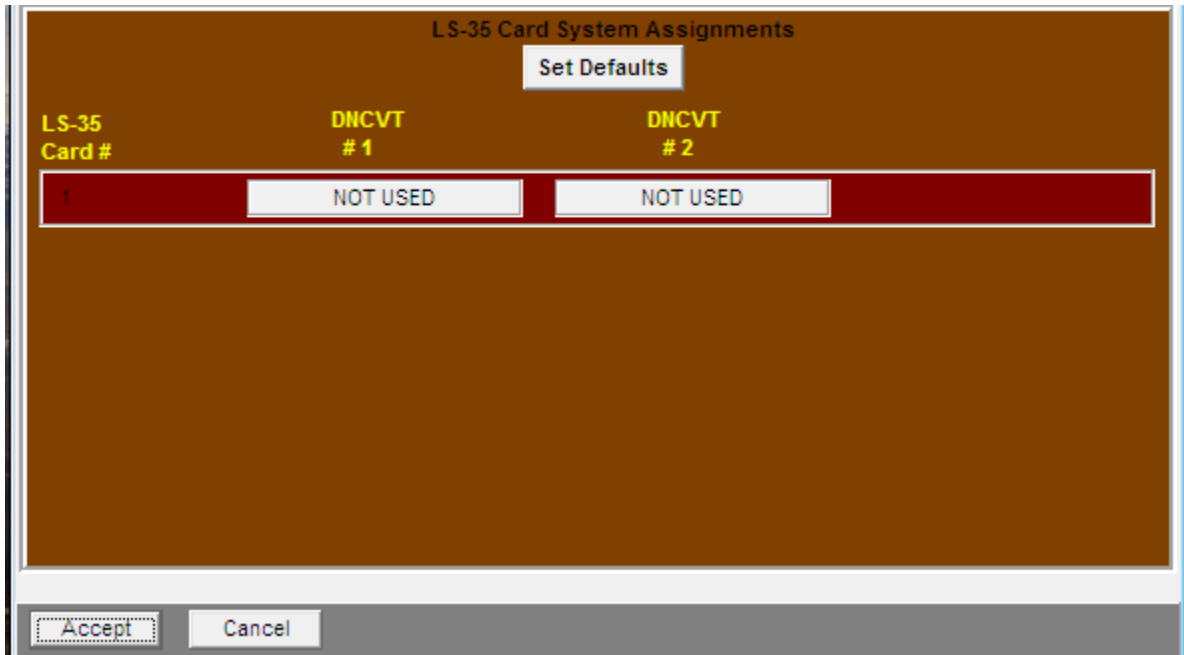 LS-35 Card System Assignments
Set Defaults
LS-35 Card #
DNCVT # 1
DNCVT # 2
1 NOT USED NOT USED
Accept Cancel